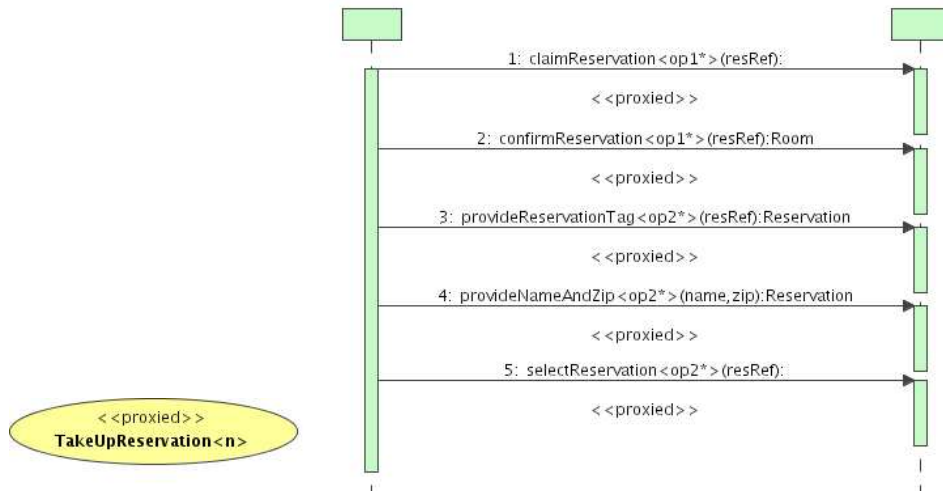 1: claimReservation<op1*>(resRef):
<<proxied>>
2: confirmReservation<op1*>(resRef):Room
<<proxied>>
3: provideReservationTag<op2*>(resRef):Reservation
<<proxied>>
4: provideNameAndZip<op2*>(name,zip):Reservation
<<proxied>>
5: selectReservation<op2*>(resRef):
<<proxied>>
<<proxied>>
TakeUpReservation<n>